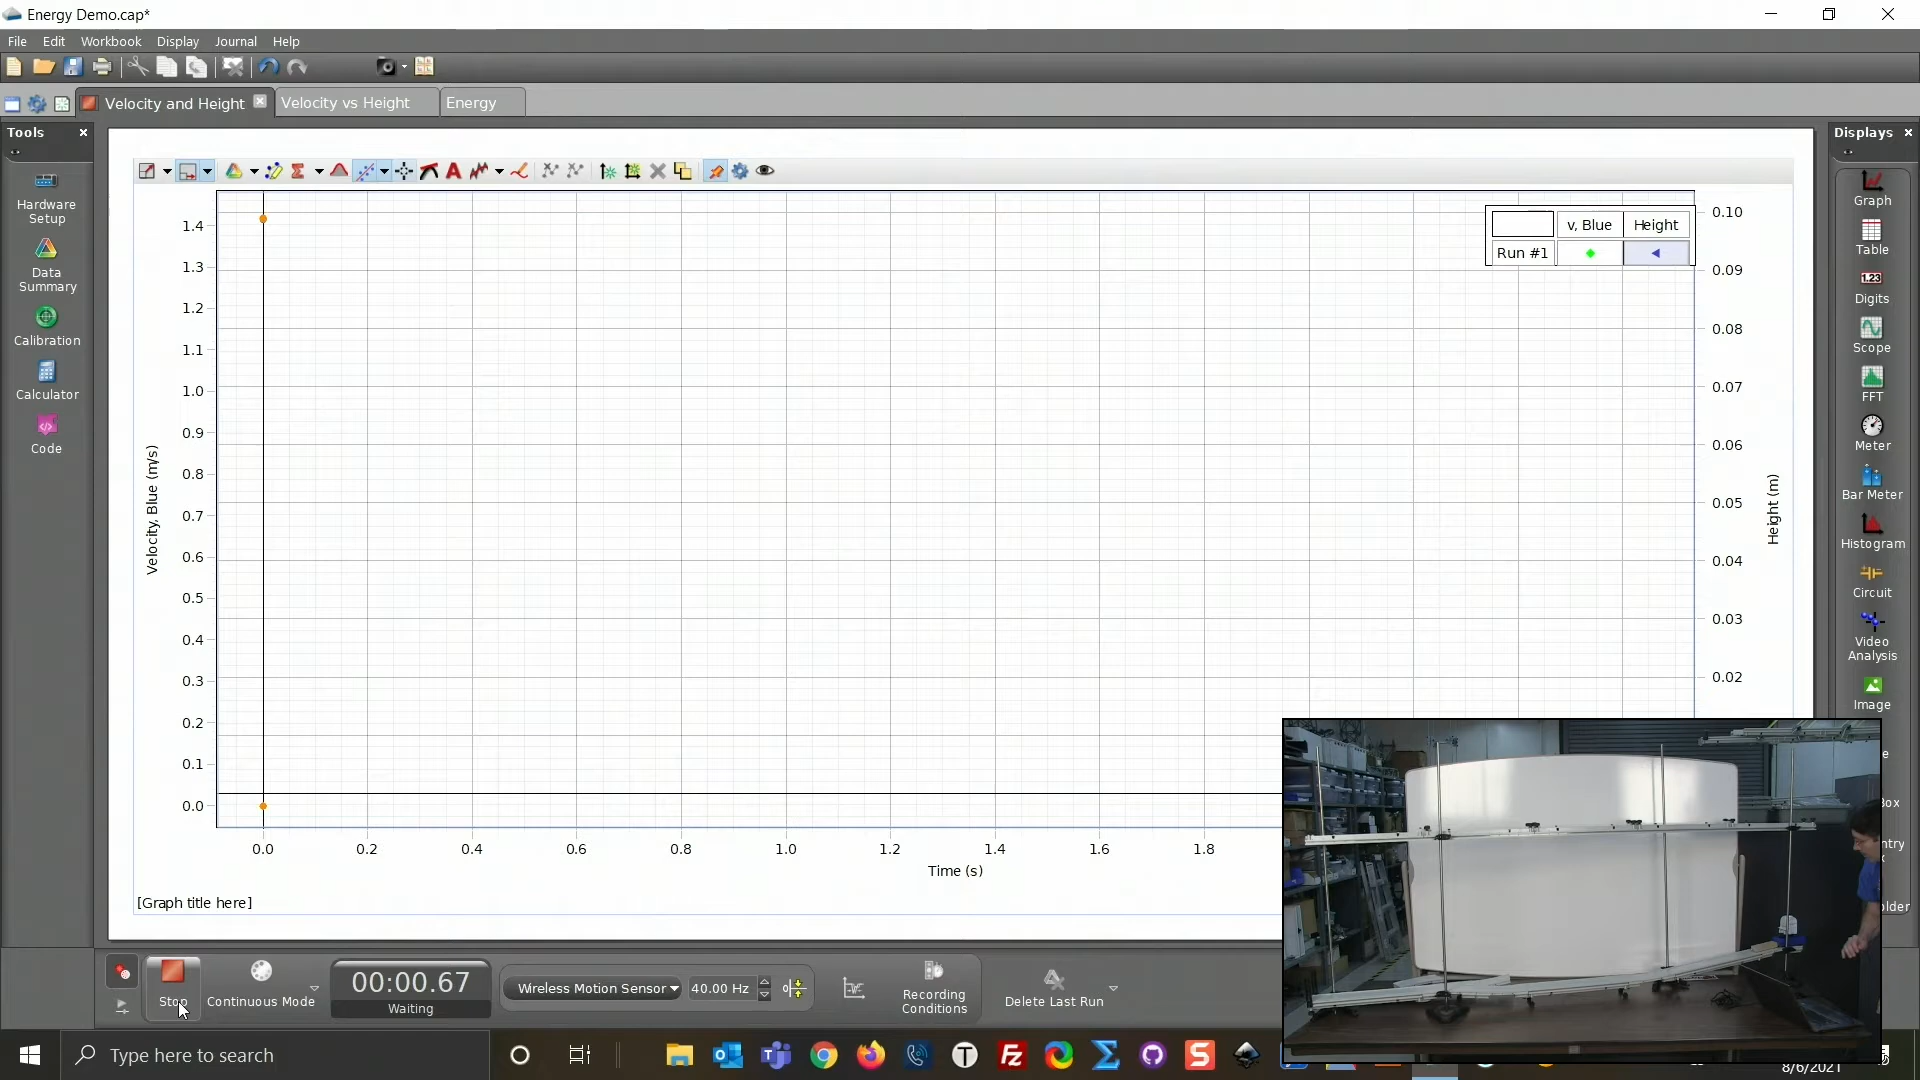 Energy Demo.cap*
File Edit Workbook Display Journal Help
Velocity and Height Velocity vs Height Energy
Tools
Hardware Setup
Data Summary
Calibration
Calculator
Code
v, Blue Height
Run #1
1.4
1.3
1.2
1.1
1.0
0.9
0.8
0.7
0.6
0.5
0.4
0.3
0.2
0.1
0.0
Velocity, Blue (m/s)
0.10
0.09
0.08
0.07
0.06
0.05
0.04
0.03
0.02
Height (m)
0.0 0.2 0.4 0.6 0.8 1.0 1.2 1.4 1.6 1.8
Time (s)
[Graph title here]
Displays
Graph
Table
1.23
Digits
Scope
FFT
Meter
Bar Meter
Histogram
Circuit
Video Analysis
Image
Stop
Continuous Mode
00:00.67
Waiting
Wireless Motion Sensor 40.00 Hz
Recording Conditions
Delete Last Run
Type here to search
8/6/2021